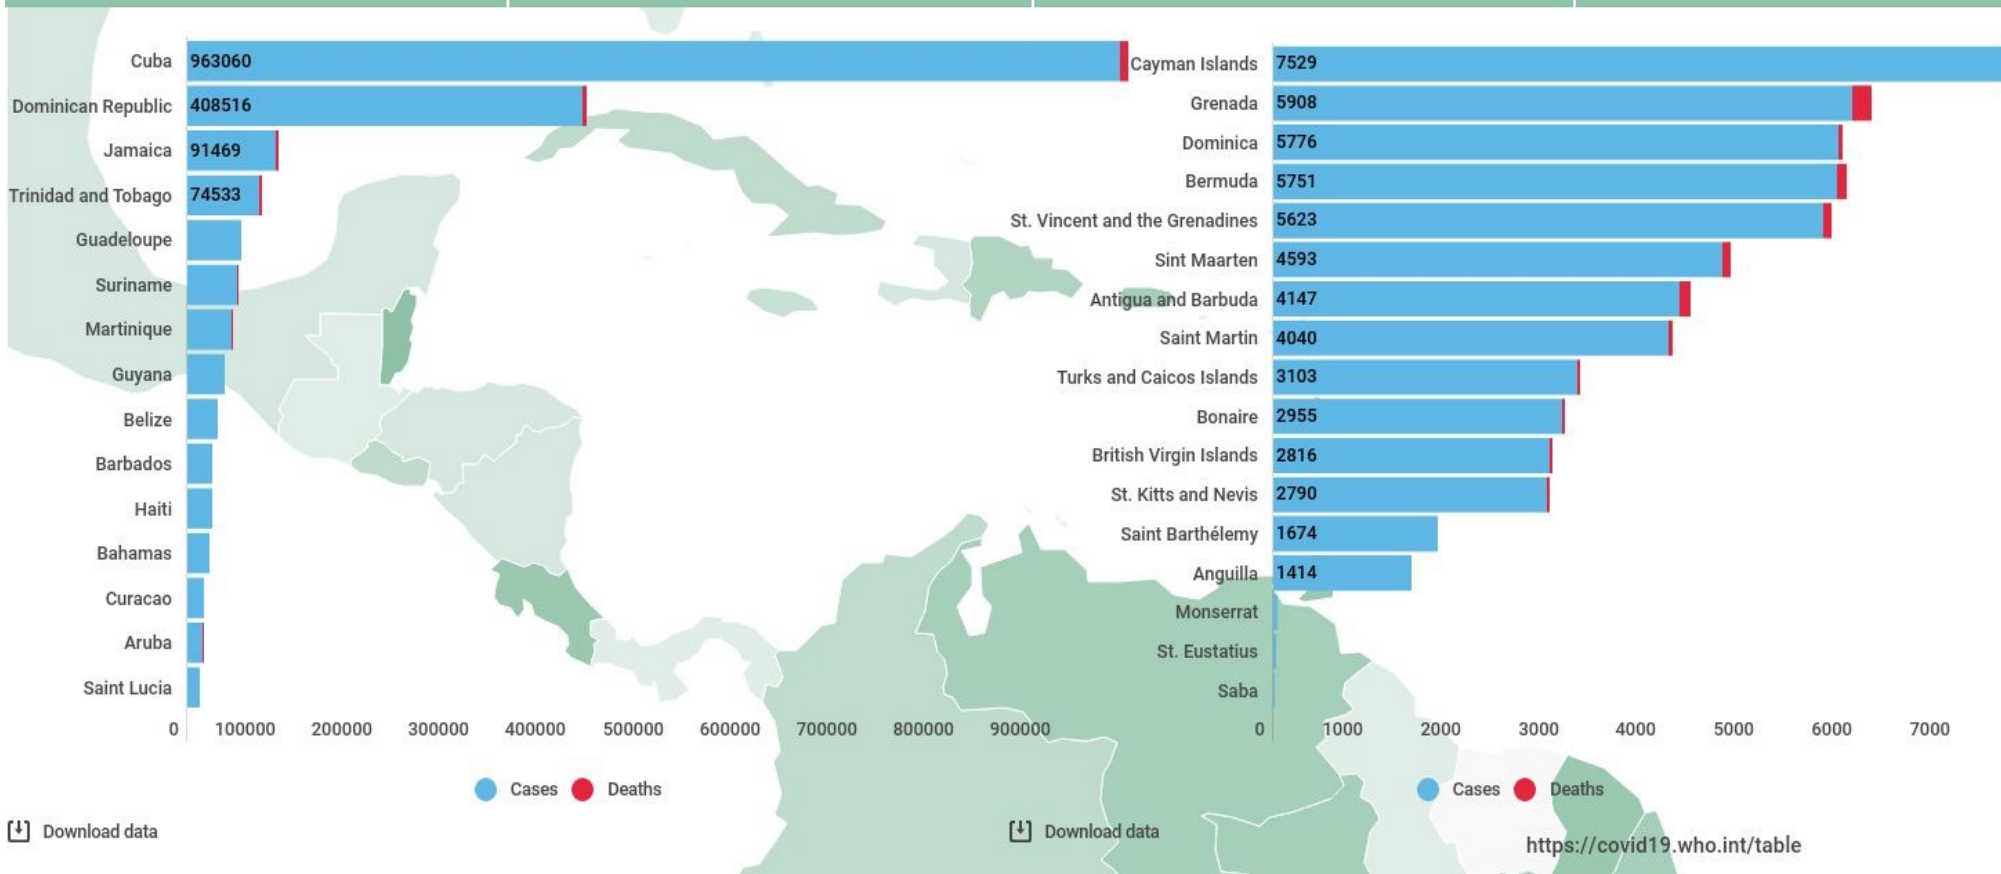 Cuba 963060
Dominican Republic 408516
Jamaica 91469
Trinidad and Tobago 74533
Guadeloupe
Suriname
Martinique
Guyana
Belize
Barbados
Haiti
Bahamas
Curacao
Aruba
Saint Lucia
0 100000 200000 300000 400000 500000 600000 700000 800000 900000
Cases Deaths
Download data
Cayman Islands 7529
Grenada 5908
Dominica 5776
Bermuda 5751
St. Vincent and the Grenadines 5623
Sint Maarten 4593
Antigua and Barbuda 4147
Saint Martin 4040
Turks and Caicos Islands 3103
Bonaire 2955
British Virgin Islands 2816
St. Kitts and Nevis 2790
Saint Barthélemy 1674
Anguilla 1414
Monserrat
St. Eustatius
Saba
0 1000 2000 3000 4000 5000 6000 7000
Cases Deaths
Download data
https://covid19.who.int/table